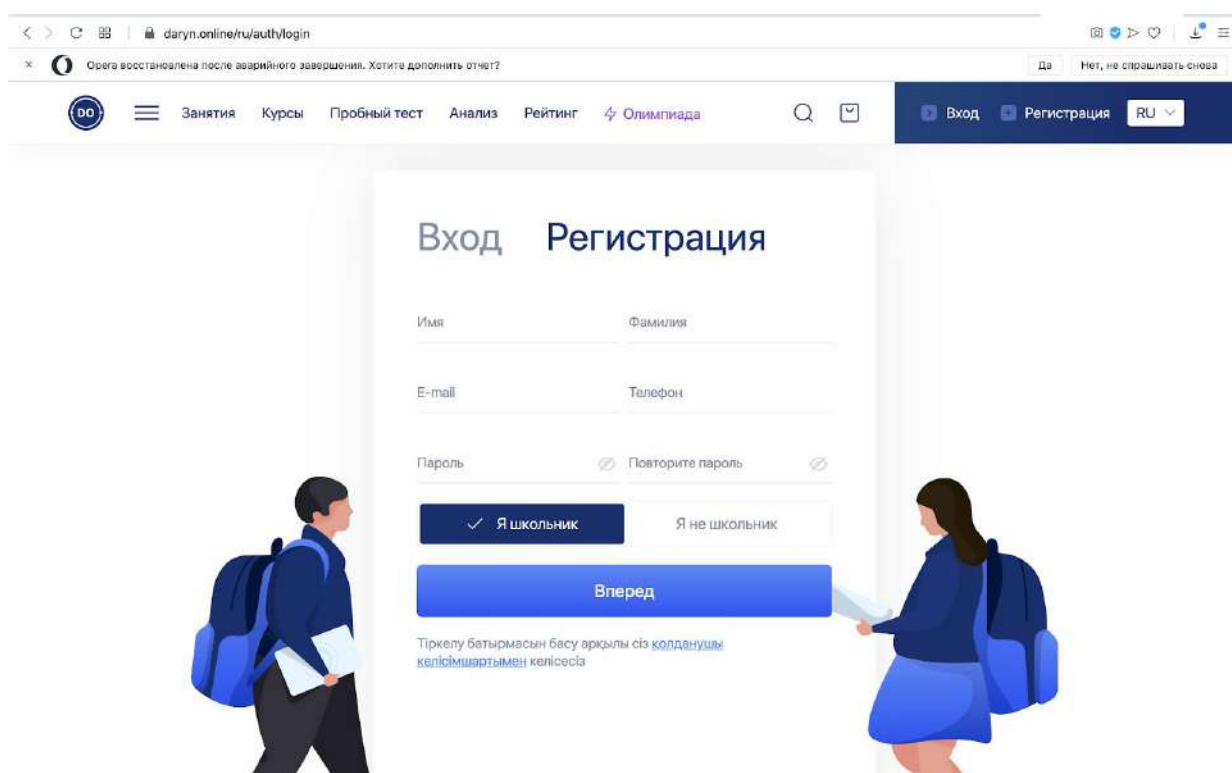 daryn.online/ru/auth/login
Opera восстановлена после аварийного завершения. Хотите дополнить отчет?
Да
Нет, не спрашивать снова
DO
Занятия Курсы Пробный тест Анализ Рейтинг Олимпиада
Вход Регистрация RU
Вход Регистрация
Имя Фамилия
E-mail Телефон
Пароль Повторите пароль
Я школьник Я не школьник
Вперед
Тіркелу батырмасын басу арқылы сіз қолданушы
келісімшартымен келісесіз